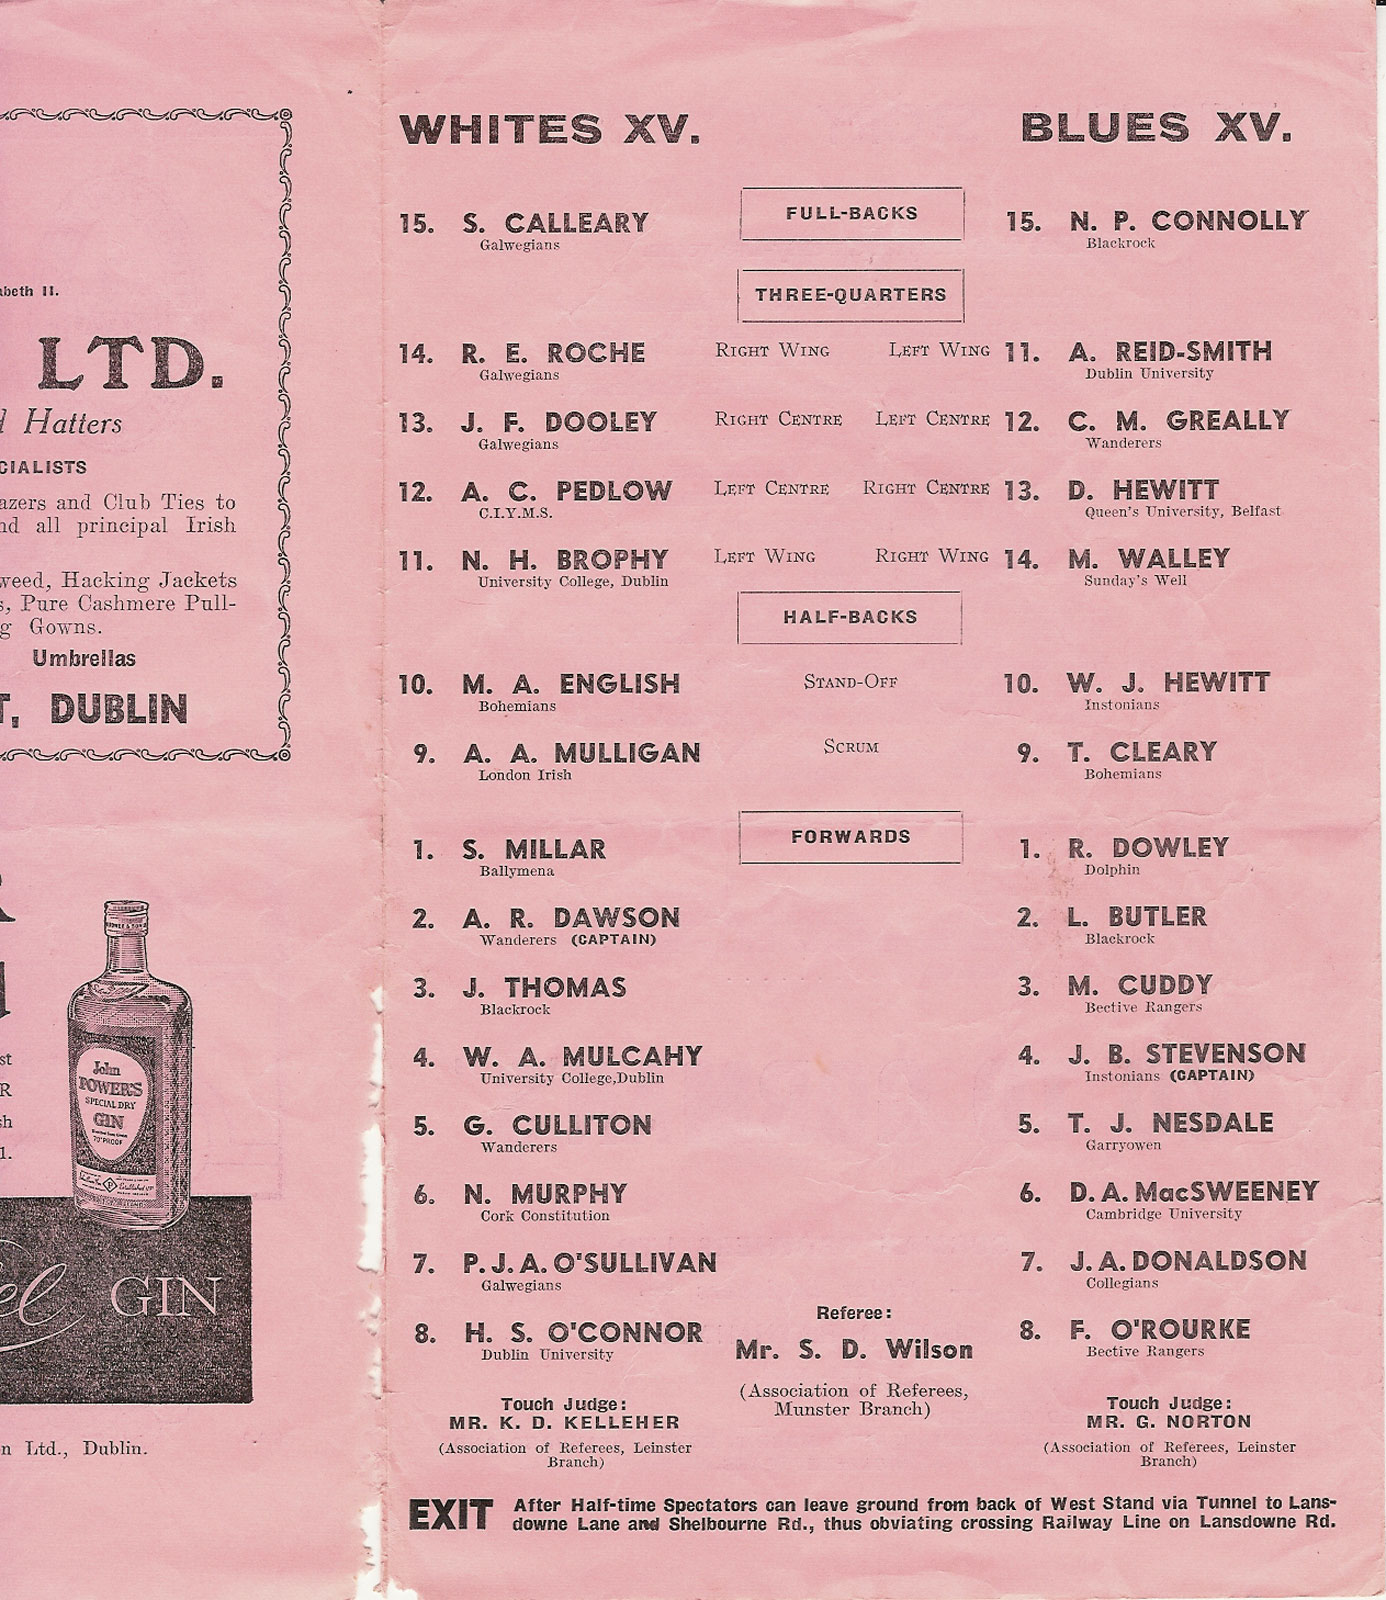 abeth II.
LTD.
d Hatters
CIALISTS
azers and Club Ties to
nd all principal Irish
weed, Hacking Jackets
s, Pure Cashmere Pull-
g Gowns.
Umbrellas
T, DUBLIN
R
st
R
sh
1.
John
POWER'S
SPECIAL DRY
GIN
70° PROOF
el GIN
n Ltd., Dublin.
WHITES XV. BLUES XV.
FULL-BACKS
15. S. CALLEARY 15. N. P. CONNOLLY
Galwegians Blackrock
THREE-QUARTERS
14. R. E. ROCHE Right Wing Left Wing 11. A. REID-SMITH
Galwegians Dublin University
13. J. F. DOOLEY Right Centre Left Centre 12. C. M. GREALLY
Galwegians Wanderers
12. A. C. PEDLOW Left Centre Right Centre 13. D. HEWITT
C.I.Y.M.S. Queen's University, Belfast
11. N. H. BROPHY Left Wing Right Wing 14. M. WALLEY
University College, Dublin Sunday's Well
HALF-BACKS
10. M. A. ENGLISH Stand-Off 10. W. J. HEWITT
Bohemians Instonians
9. A. A. MULLIGAN Scrum 9. T. CLEARY
London Irish Bohemians
FORWARDS
1. S. MILLAR 1. R. DOWLEY
Ballymena Dolphin
2. A. R. DAWSON 2. L. BUTLER
Wanderers (CAPTAIN) Blackrock
3. J. THOMAS 3. M. CUDDY
Blackrock Bective Rangers
4. W. A. MULCAHY 4. J. B. STEVENSON
University College,Dublin Instonians (CAPTAIN)
5. G. CULLITON 5. T. J. NESDALE
Wanderers Garryowen
6. N. MURPHY 6. D. A. MacSWEENEY
Cork Constitution Cambridge University
7. P. J. A. O'SULLIVAN 7. J. A. DONALDSON
Galwegians Collegians
8. H. S. O'CONNOR 8. F. O'ROURKE
Dublin University Bective Rangers
Referee:
Mr. S. D. Wilson
(Association of Referees,
Munster Branch)
Touch Judge:
MR. K. D. KELLEHER
(Association of Referees, Leinster
Branch)
Touch Judge:
MR. G. NORTON
(Association of Referees, Leinster
Branch)
EXIT After Half-time Spectators can leave ground from back of West Stand via Tunnel to Lans-
downe Lane and Shelbourne Rd., thus obviating crossing Railway Line on Lansdowne Rd.